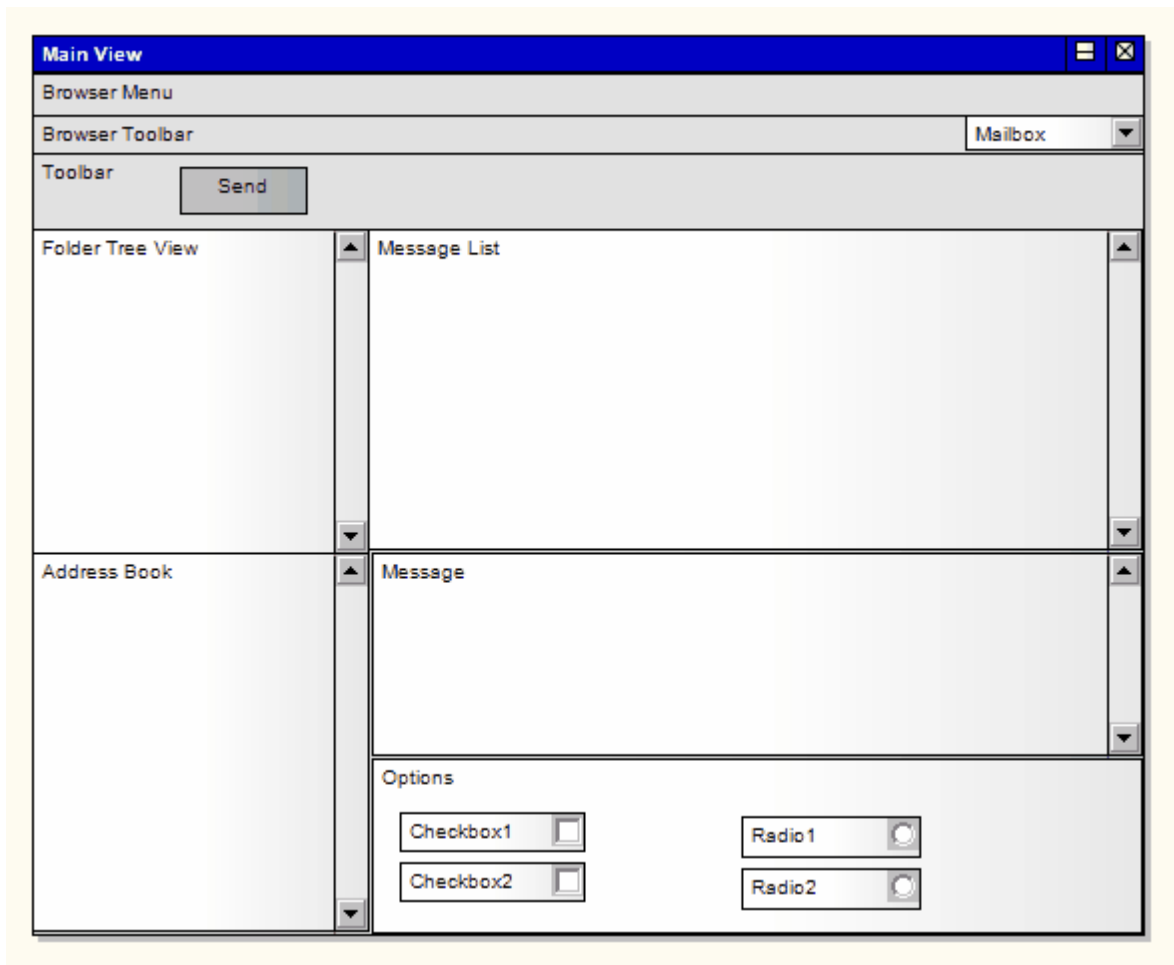 Main View
Browser Menu
Browser Toolbar
Mailbox
Toolbar
Send
Folder Tree View
Message List
Address Book
Message
Options
Checkbox1
Radio1
Checkbox2
Radio2